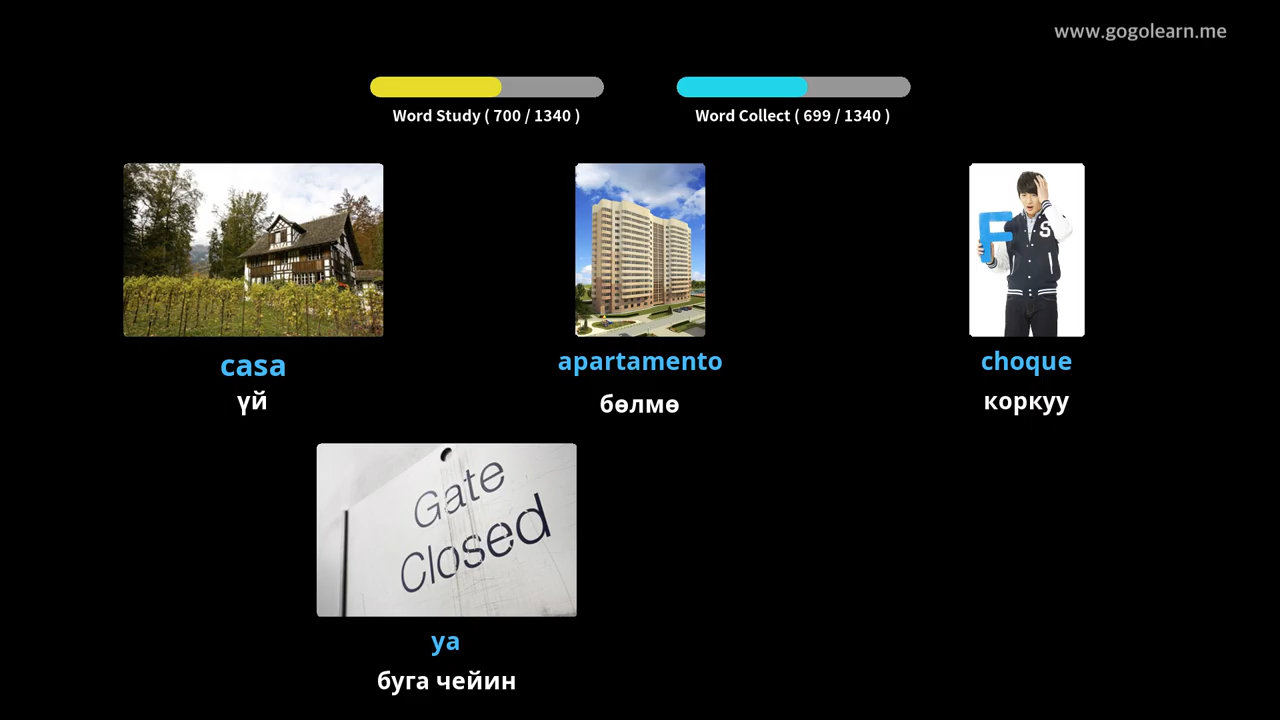 www.gogolearn.me
Word Study ( 700 / 1340 )
Word Collect ( 699 / 1340 )
casa
үй
apartamento
бөлмө
F
S
choque
коркуу
Gate
Closed
ya
буга чейин